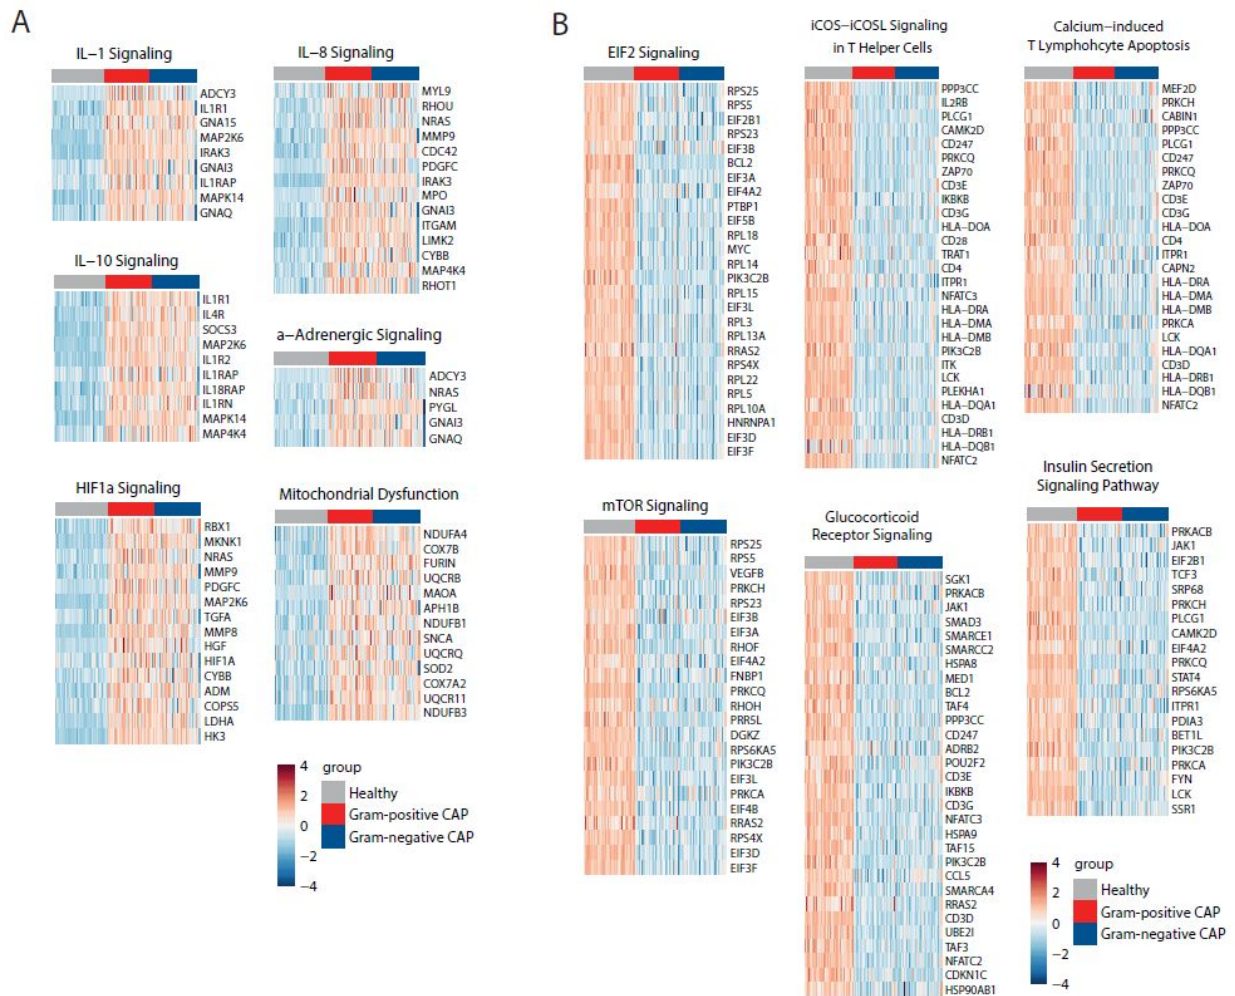 A
IL−1 Signaling
ADCY3
IL1R1
GNA15
MAP2K6
IRAK3
GNAI3
IL1RAP
MAPK14
GNAQ
IL−10 Signaling
IL1R1
IL4R
SOCS3
MAP2K6
IL1R2
IL1RAP
IL18RAP
IL1RN
MAPK14
MAP4K4
HIF1a Signaling
RBX1
MKNK1
NRAS
MMP9
PDGFC
MAP2K6
TGFA
MMP8
HGF
HIF1A
CYBB
ADM
COPS5
LDHA
HK3
IL−8 Signaling
MYL9
RHOU
NRAS
MMP9
CDC42
PDGFC
IRAK3
MPO
GNAI3
ITGAM
LIMK2
CYBB
MAP4K4
RHOT1
a−Adrenergic Signaling
ADCY3
NRAS
PYGL
GNAI3
GNAQ
Mitochondrial Dysfunction
NDUFA4
COX7B
FURIN
UQCRB
MAOA
APH1B
NDUFB1
SNCA
UQCRQ
SOD2
COX7A2
UQCR11
NDUFB3
4
2
0
−2
−4
group
Healthy
Gram-positive CAP
Gram-negative CAP
B
EIF2 Signaling
RPS25
RPS5
EIF2B1
RPS23
EIF3B
BCL2
EIF3A
EIF4A2
PTBP1
EIF5B
RPL18
MYC
RPL14
PIK3C2B
RPL15
EIF3L
RPL3
RPL13A
RRAS2
RPS4X
RPL22
RPL5
RPL10A
HNRNPA1
EIF3D
EIF3F
mTOR Signaling
RPS25
RPS5
VEGFB
PRKCH
RPS23
EIF3B
EIF3A
RHOF
EIF4A2
FNBP1
PRKCQ
RHOH
PRR5L
DGKZ
RPS6KA5
PIK3C2B
EIF3L
PRKCA
EIF4B
RRAS2
RPS4X
EIF3D
EIF3F
iCOS−iCOSL Signaling
in T Helper Cells
PPP3CC
IL2RB
PLCG1
CAMK2D
CD247
PRKCQ
ZAP70
CD3E
IKBKB
CD3G
HLA−DOA
CD28
TRAT1
CD4
ITPR1
NFATC3
HLA−DRA
HLA−DMA
HLA−DMB
PIK3C2B
ITK
LCK
PLEKHA1
HLA−DQA1
CD3D
HLA−DRB1
HLA−DQB1
NFATC2
Glucocorticoid
Receptor Signaling
SGK1
PRKACB
JAK1
SMAD3
SMARCE1
SMARCC2
HSPA8
MED1
BCL2
TAF4
PPP3CC
CD247
ADRB2
POU2F2
CD3E
IKBKB
CD3G
NFATC3
HSPA9
TAF15
PIK3C2B
CCL5
SMARCA4
RRAS2
CD3D
UBE2I
TAF3
NFATC2
CDKN1C
HSP90AB1
Calcium−induced
T Lymphohcyte Apoptosis
MEF2D
PRKCH
CABIN1
PPP3CC
PLCG1
CD247
PRKCQ
ZAP70
CD3E
CD3G
HLA−DOA
CD4
ITPR1
CAPN2
HLA−DRA
HLA−DMA
HLA−DMB
PRKCA
LCK
HLA−DQA1
CD3D
HLA−DRB1
HLA−DQB1
NFATC2
Insulin Secretion
Signaling Pathway
PRKACB
JAK1
EIF2B1
TCF3
SRP68
PRKCH
PLCG1
CAMK2D
EIF4A2
PRKCQ
STAT4
RPS6KA5
ITPR1
PDIA3
BET1L
PIK3C2B
PRKCA
FYN
LCK
SSR1
4
2
0
−2
−4
group
Healthy
Gram-positive CAP
Gram-negative CAP